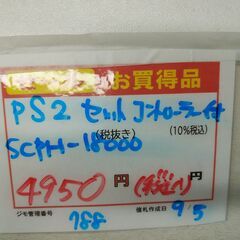 お買得品
PS2 セット コントローラー付
(税抜き) (10%税込)
SCPH-18000
4950円 (税込) 円
ジモ管理番号 788 値札作成日 9/5